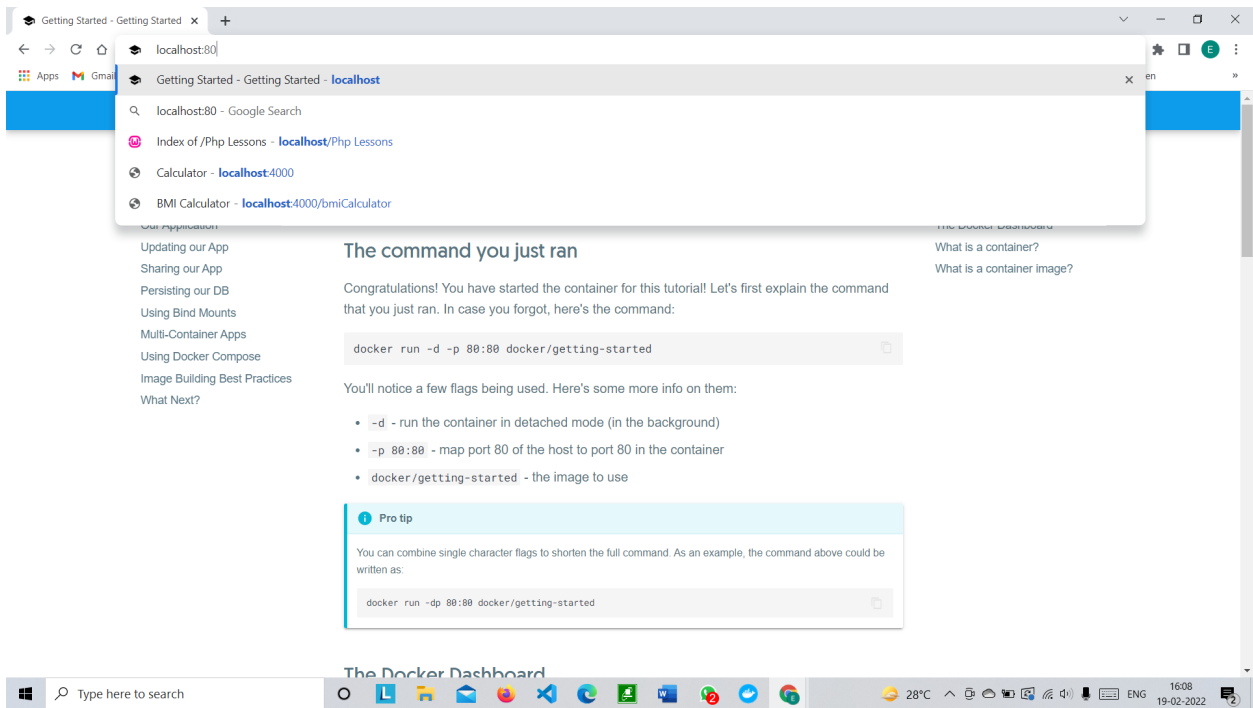 Getting Started - Getting Started
localhost:80
E
Apps
Gmail
en
»
Getting Started - Getting Started - localhost
localhost:80 - Google Search
Index of /Php Lessons - localhost/Php Lessons
Calculator - localhost:4000
BMI Calculator - localhost:4000/bmiCalculator
Our Application
Updating our App
Sharing our App
Persisting our DB
Using Bind Mounts
Multi-Container Apps
Using Docker Compose
Image Building Best Practices
What Next?
The command you just ran
Congratulations! You have started the container for this tutorial! Let's first explain the command
that you just ran. In case you forgot, here's the command:
docker run -d -p 80:80 docker/getting-started
You'll notice a few flags being used. Here's some more info on them:
-d - run the container in detached mode (in the background)
-p 80:80 - map port 80 of the host to port 80 in the container
docker/getting-started - the image to use
Pro tip
You can combine single character flags to shorten the full command. As an example, the command above could be
written as:
docker run -dp 80:80 docker/getting-started
The Docker Dashboard
The Docker Dashboard
What is a container?
What is a container image?
Type here to search
L
W
2
E
28°C
ENG
16:08
19-02-2022
2